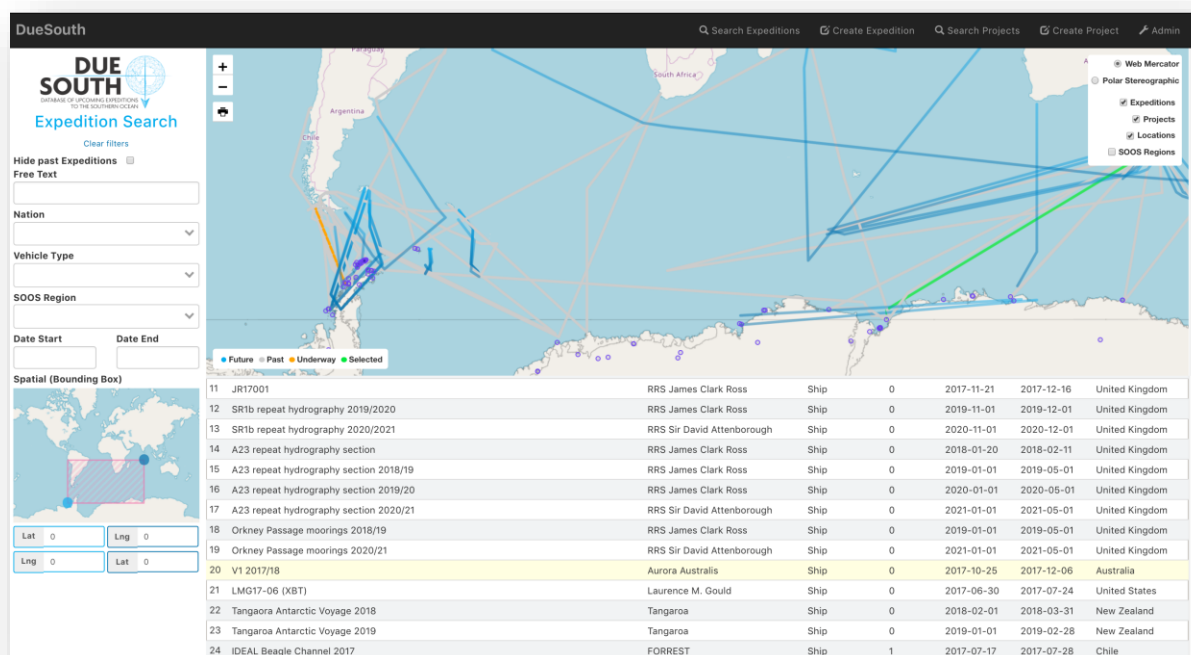 DueSouth
Search Expeditions Create Expedition Search Projects Create Project Admin
DUE
SOUTH
DATABASE OF UPCOMING EXPEDITIONS
TO THE SOUTHERN OCEAN
Expedition Search
Clear filters
Hide past Expeditions
Free Text
Nation
Vehicle Type
SOOS Region
Date Start Date End
Spatial (Bounding Box)
Lat 0 Lng 0
Lng 0 Lat 0
+
−
Paraguay
Argentina
Chile
South Africa
Web Mercator
Polar Stereographic
Expeditions
Projects
Locations
SOOS Regions
Future Past Underway Selected
11 JR17001 RRS James Clark Ross Ship 0 2017-11-21 2017-12-16 United Kingdom
12 SR1b repeat hydrography 2019/2020 RRS James Clark Ross Ship 0 2019-11-01 2019-12-01 United Kingdom
13 SR1b repeat hydrography 2020/2021 RRS Sir David Attenborough Ship 0 2020-11-01 2020-12-01 United Kingdom
14 A23 repeat hydrography section RRS James Clark Ross Ship 0 2018-01-20 2018-02-11 United Kingdom
15 A23 repeat hydrography section 2018/19 RRS James Clark Ross Ship 0 2019-01-01 2019-05-01 United Kingdom
16 A23 repeat hydrography section 2019/20 RRS James Clark Ross Ship 0 2020-01-01 2020-05-01 United Kingdom
17 A23 repeat hydrography section 2020/21 RRS James Clark Ross Ship 0 2021-01-01 2021-05-01 United Kingdom
18 Orkney Passage moorings 2018/19 RRS James Clark Ross Ship 0 2019-01-01 2019-05-01 United Kingdom
19 Orkney Passage moorings 2020/21 RRS Sir David Attenborough Ship 0 2021-01-01 2021-05-01 United Kingdom
20 V1 2017/18 Aurora Australis Ship 0 2017-10-25 2017-12-06 Australia
21 LMG17-06 (XBT) Laurence M. Gould Ship 0 2017-06-30 2017-07-24 United States
22 Tangaora Antarctic Voyage 2018 Tangaroa Ship 0 2018-02-01 2018-03-31 New Zealand
23 Tangaroa Antarctic Voyage 2019 Tangaroa Ship 0 2019-01-01 2019-02-28 New Zealand
24 IDEAL Beagle Channel 2017 FORREST Ship 1 2017-07-17 2017-07-28 Chile